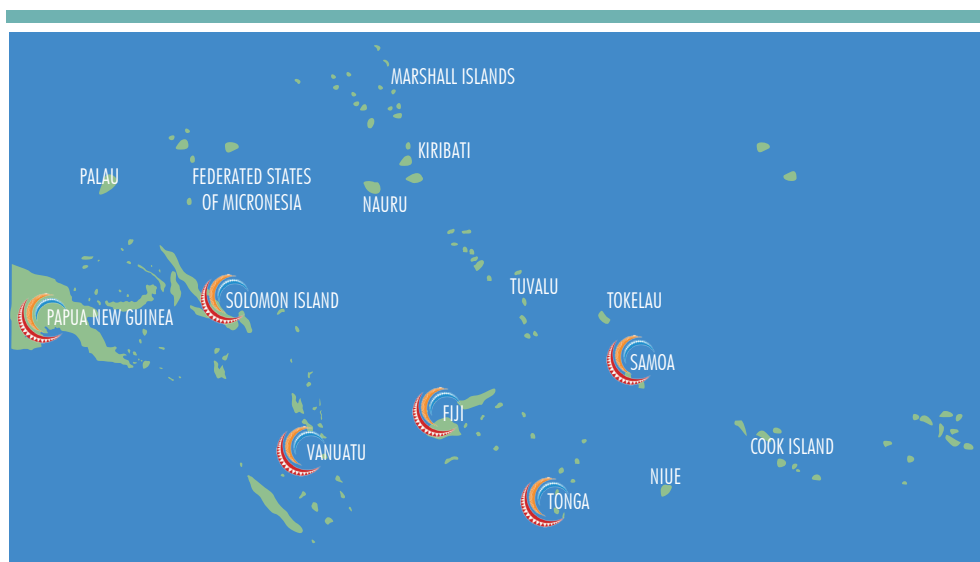 MARSHALL ISLANDS
KIRIBATI
PALAU
FEDERATED STATES
OF MICRONESIA
NAURU
TUVALU
TOKELAU
SOLOMON ISLAND
PAPUA NEW GUINEA
SAMOA
FIJI
COOK ISLAND
VANUATU
NIUE
TONGA